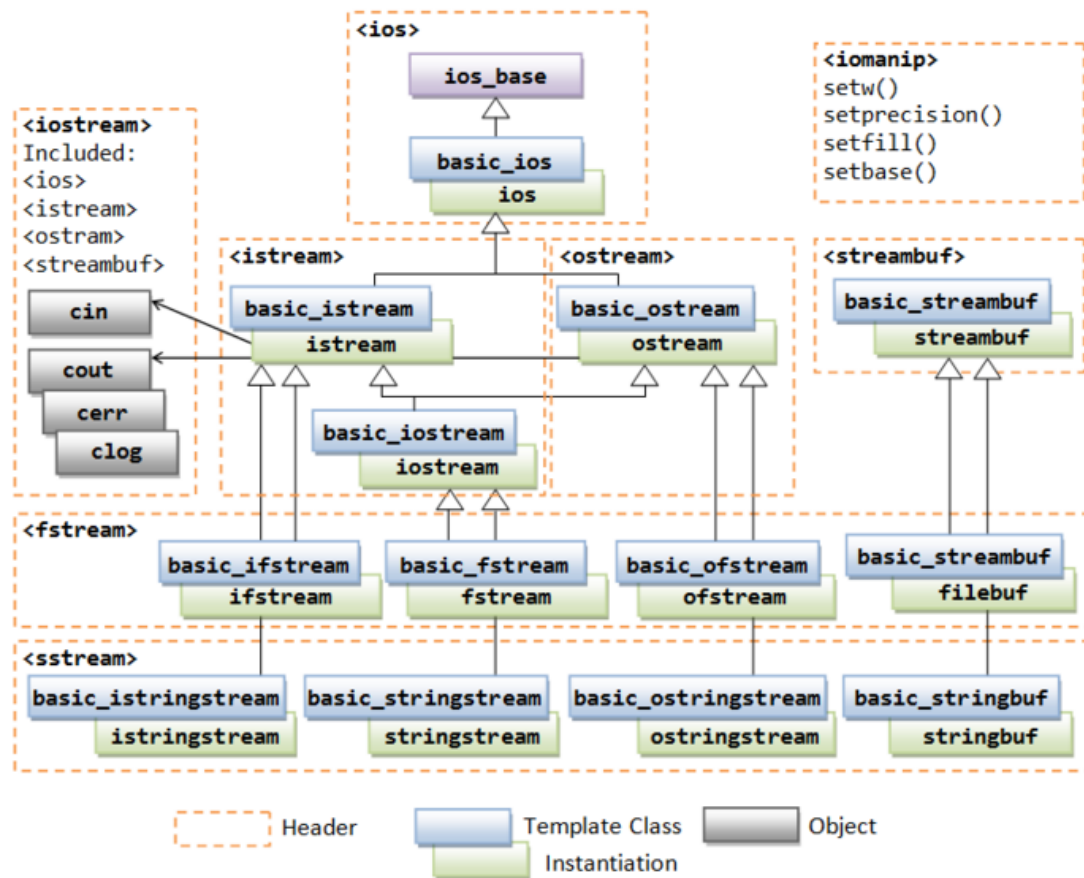 <ios>
ios_base
basic_ios
ios
<iomanip>
setw()
setprecision()
setfill()
setbase()
<iostream>
Included:
<ios>
<istream>
<ostram>
<streambuf>
cin
cout
cerr
clog
<istream>
basic_istream
istream
basic_iostream
iostream
<ostream>
basic_ostream
ostream
<streambuf>
basic_streambuf
streambuf
<fstream>
basic_ifstream
ifstream
basic_fstream
fstream
basic_ofstream
ofstream
basic_streambuf
filebuf
<sstream>
basic_istringstream
istringstream
basic_stringstream
stringstream
basic_ostringstream
ostringstream
basic_stringbuf
stringbuf
Header
Template Class
Instantiation
Object